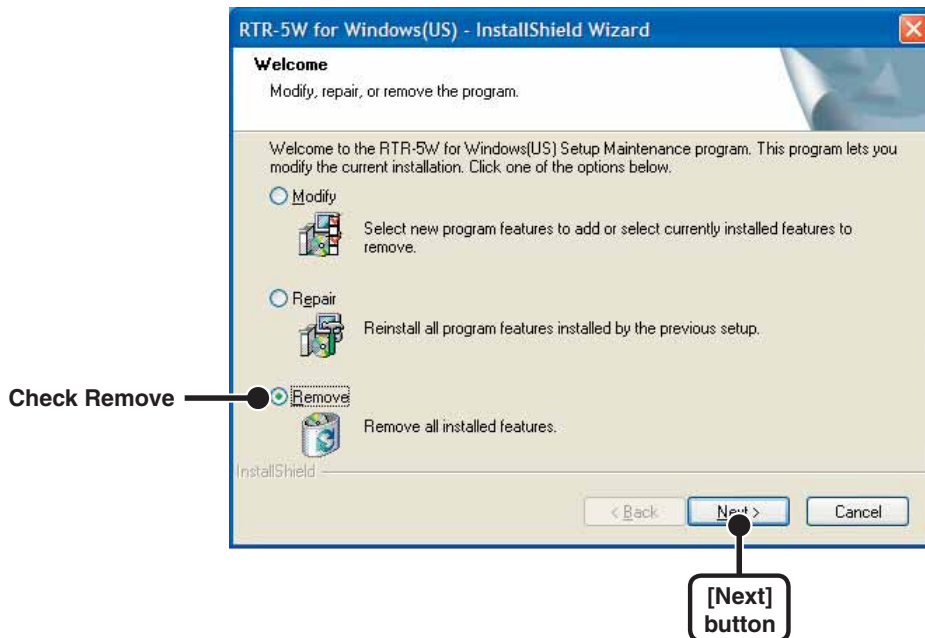 RTR-5W for Windows(US) - InstallShield Wizard
Welcome
Modify, repair, or remove the program.
Welcome to the RTR-5W for Windows(US) Setup Maintenance program. This program lets you
modify the current installation. Click one of the options below.
Modify
Select new program features to add or select currently installed features to
remove.
Repair
Reinstall all program features installed by the previous setup.
Check Remove
Remove
Remove all installed features.
InstallShield
< Back
Next >
Cancel
[Next]
button